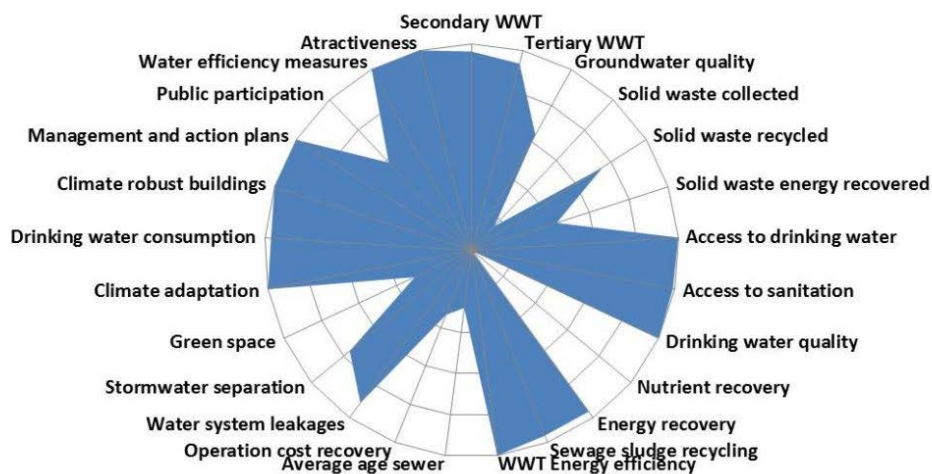 Secondary WWT
Atractiveness
Tertiary WWT
Water efficiency measures
Groundwater quality
Public participation
Solid waste collected
Management and action plans
Solid waste recycled
Climate robust buildings
Solid waste energy recovered
Drinking water consumption
Access to drinking water
Climate adaptation
Access to sanitation
Green space
Drinking water quality
Stormwater separation
Nutrient recovery
Water system leakages
Energy recovery
Operation cost recovery
Sewage sludge recycling
Average age sewer
WWT Energy efficiency